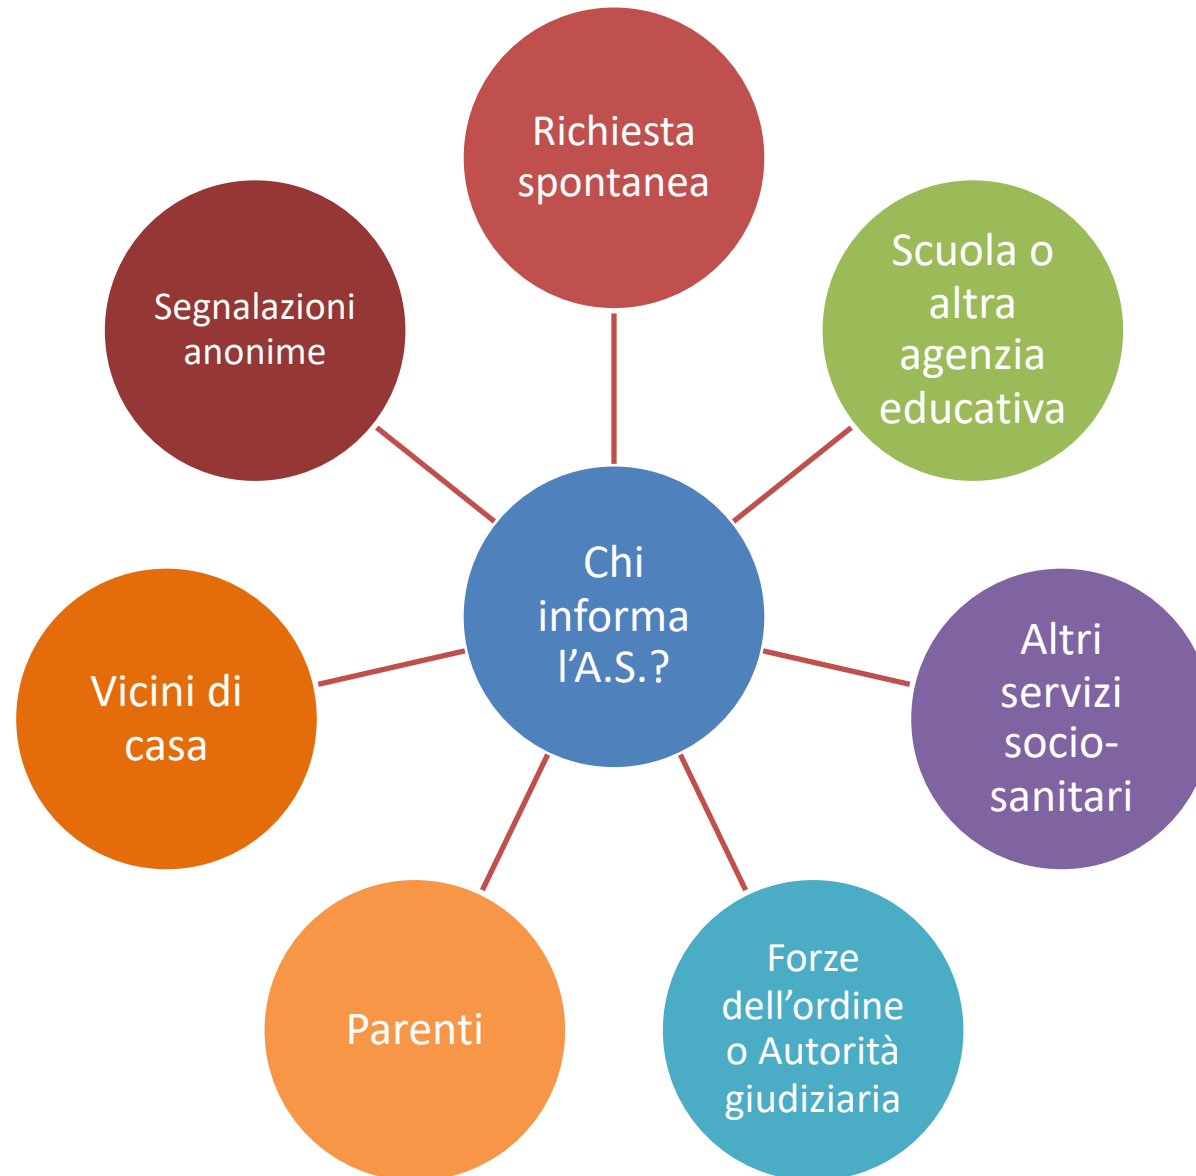 Richiesta
spontanea
Scuola o
altra
agenzia
educativa
Altri
servizi
socio-
sanitari
Forze
dell’ordine
o Autorità
giudiziaria
Parenti
Vicini di
casa
Segnalazioni
anonime
Chi
informa
l’A.S.?